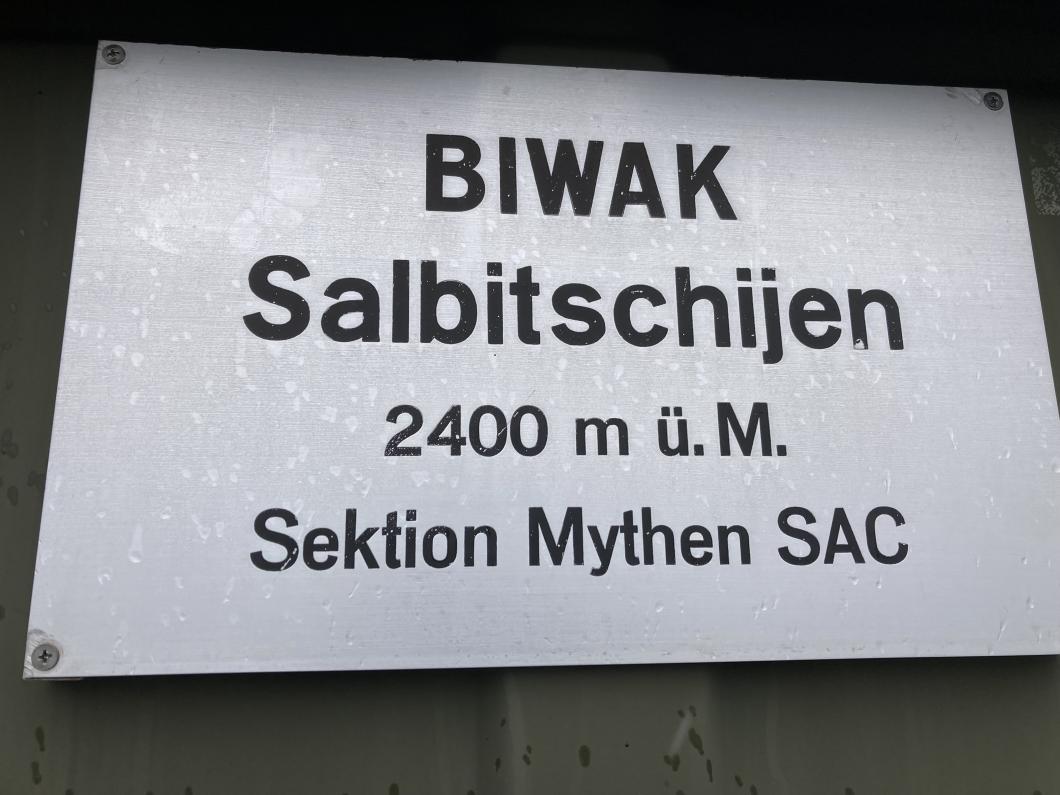 BIWAK
Salbitschijen
2400 m ü. M.
Sektion Mythen SAC